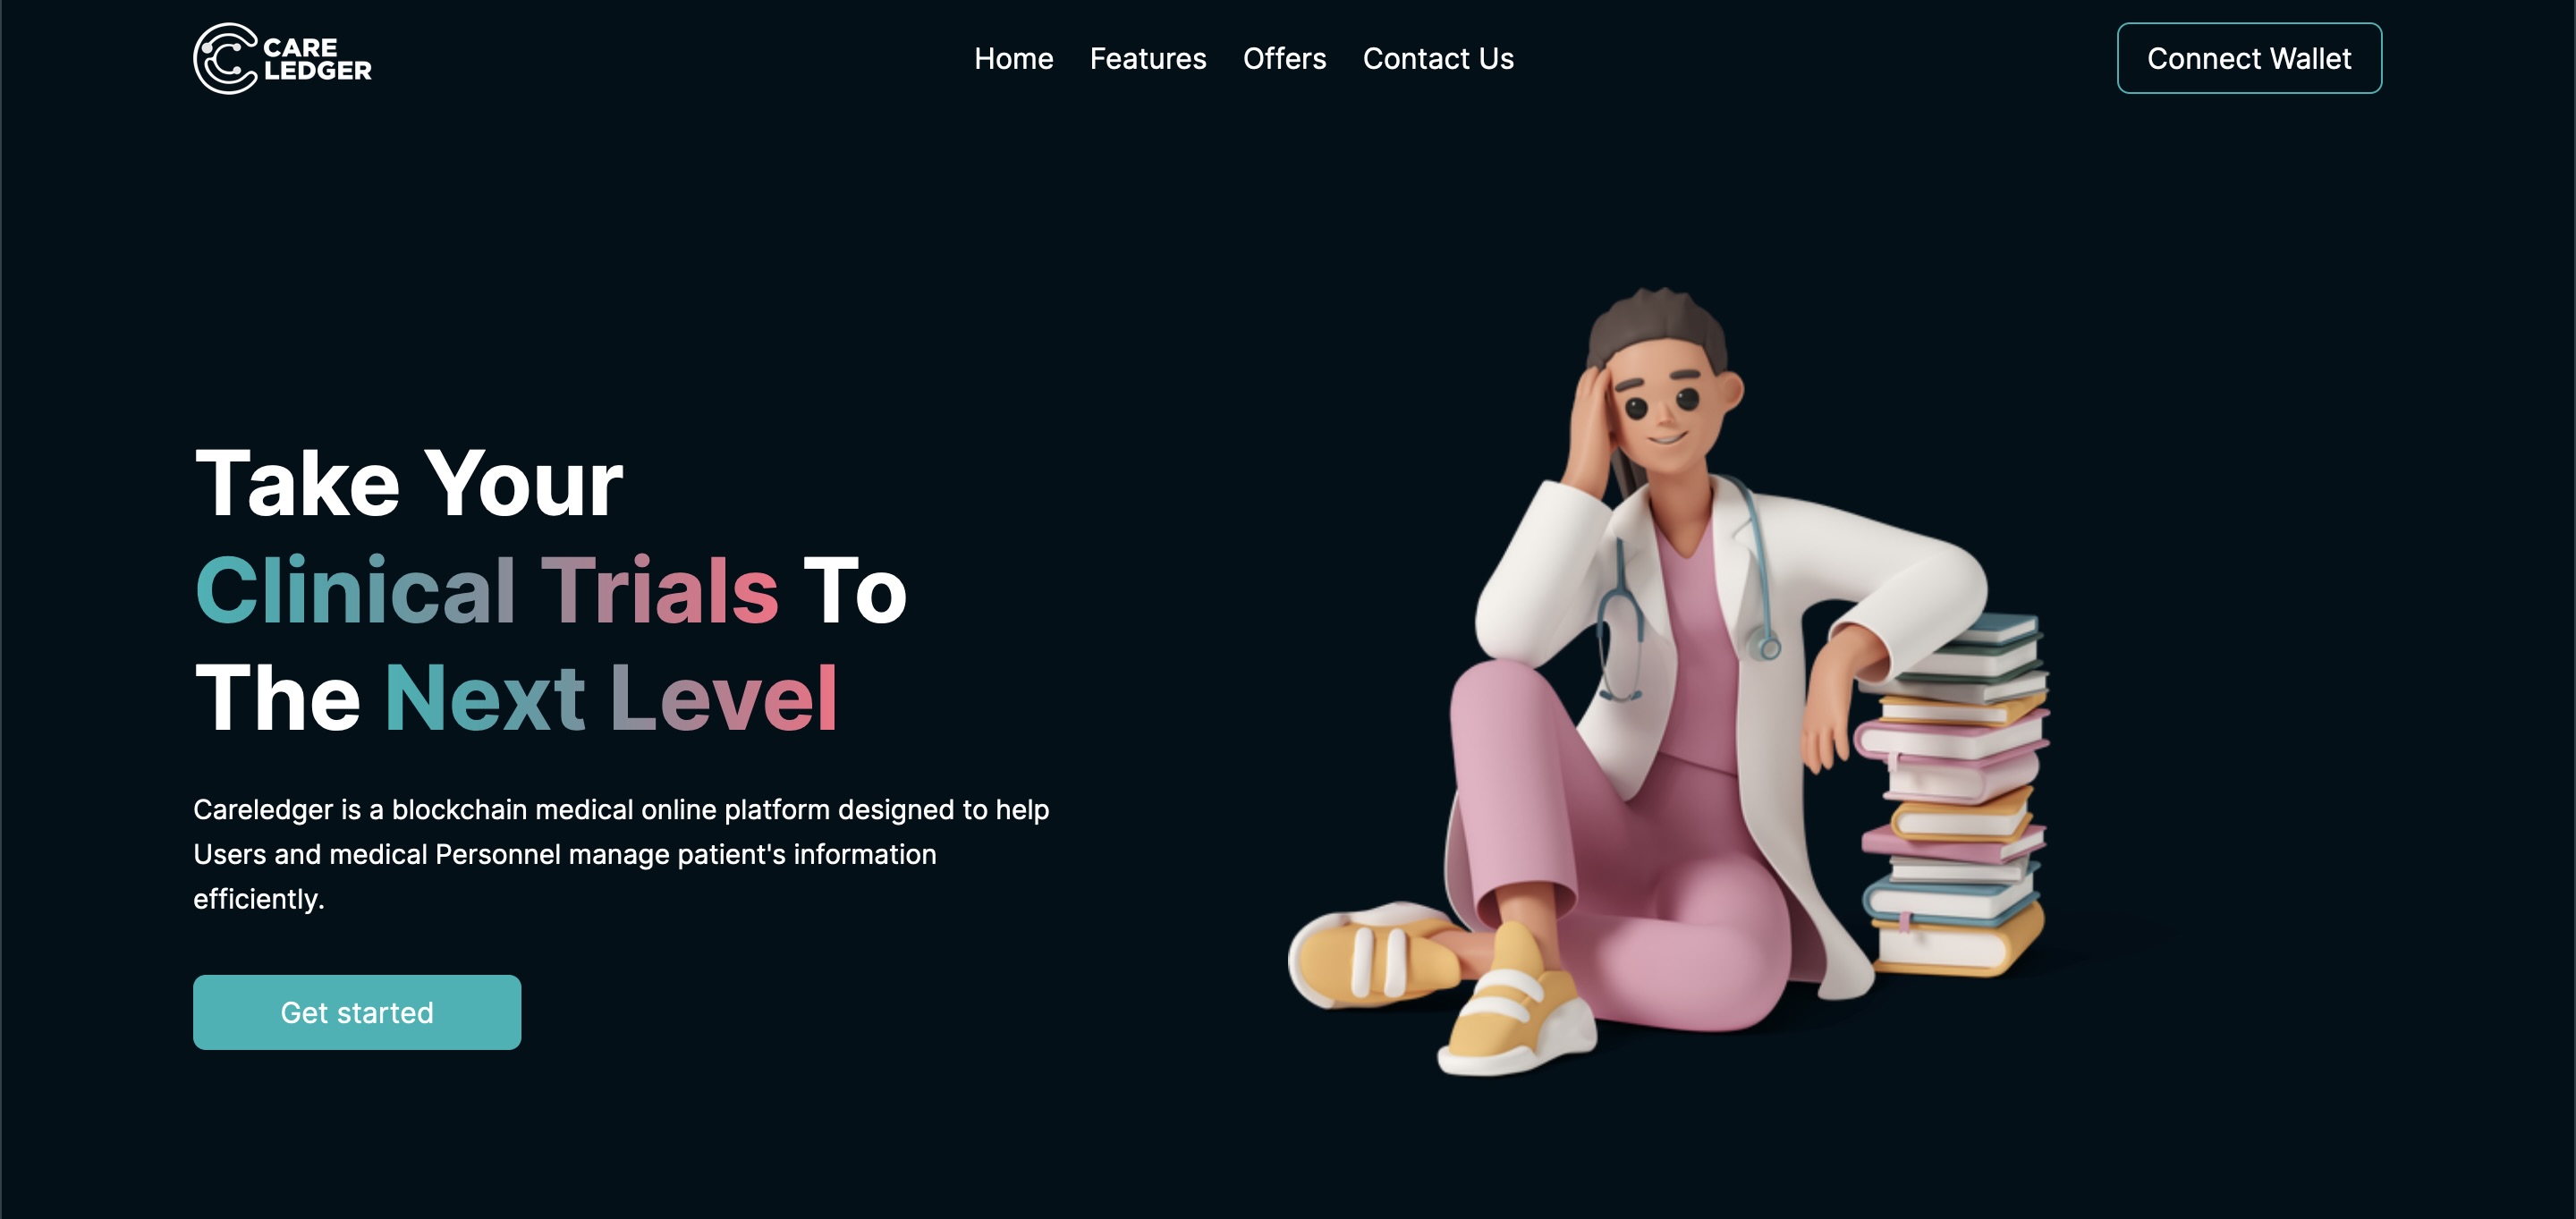 CARE
LEDGER
Home Features Offers Contact Us
Connect Wallet
Take Your
Clinical Trials To
The Next Level
Careledger is a blockchain medical online platform designed to help
Users and medical Personnel manage patient's information
efficiently.
Get started